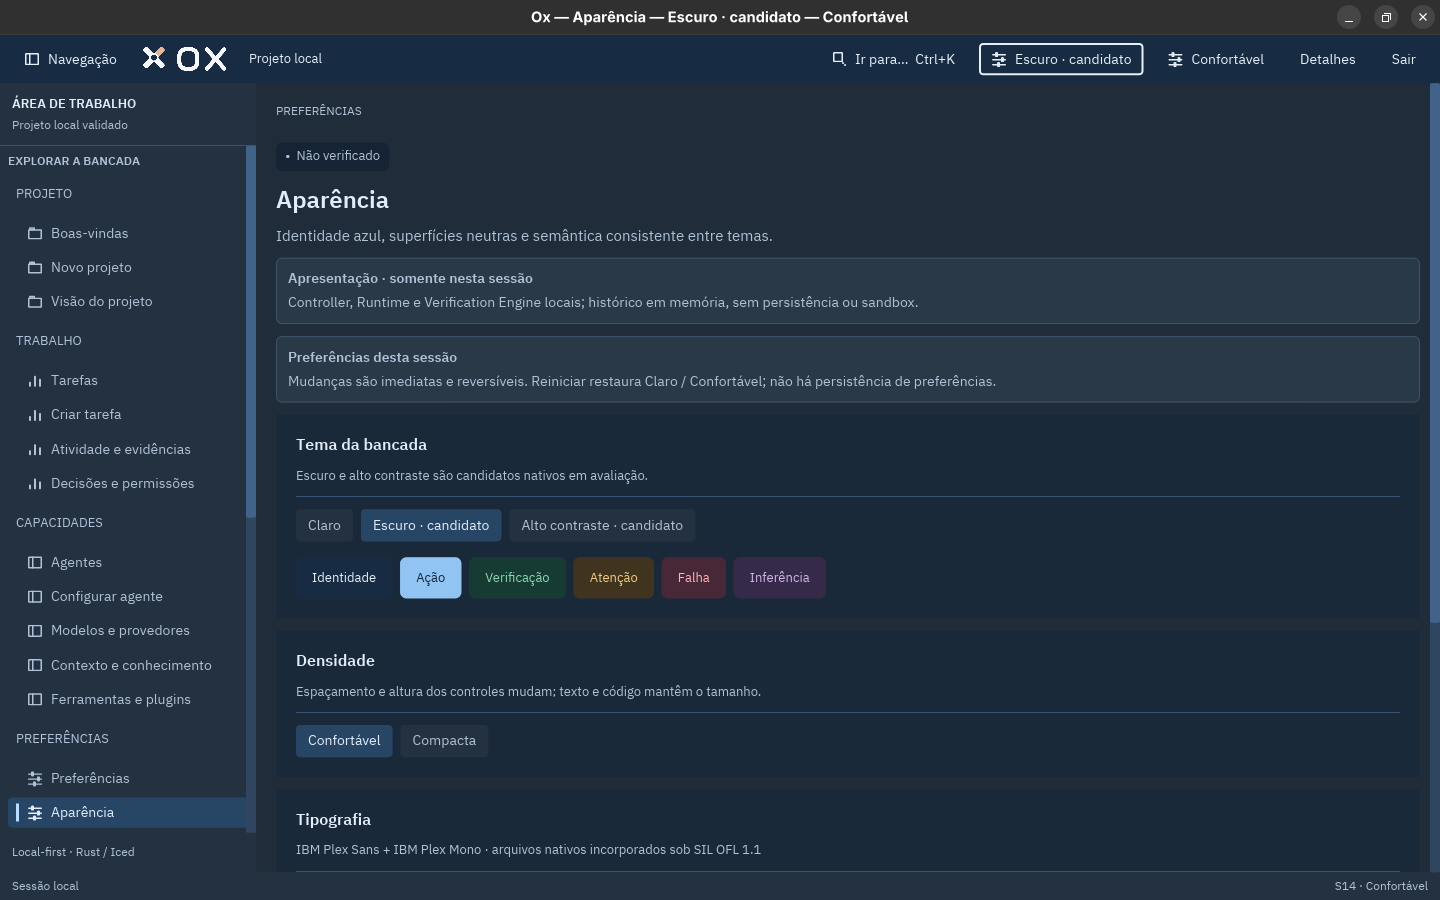 Ox — Aparência — Escuro · candidato — Confortável
Navegação
OX
Projeto local
Ir para... Ctrl+K
Escuro · candidato
Confortável
Detalhes
Sair
ÁREA DE TRABALHO
Projeto local validado
EXPLORAR A BANCADA
PROJETO
Boas-vindas
Novo projeto
Visão do projeto
TRABALHO
Tarefas
Criar tarefa
Atividade e evidências
Decisões e permissões
CAPACIDADES
Agentes
Configurar agente
Modelos e provedores
Contexto e conhecimento
Ferramentas e plugins
PREFERÊNCIAS
Preferências
Aparência
Local-first · Rust / Iced
PREFERÊNCIAS
• Não verificado
Aparência
Identidade azul, superfícies neutras e semântica consistente entre temas.
Apresentação · somente nesta sessão
Controller, Runtime e Verification Engine locais; histórico em memória, sem persistência ou sandbox.
Preferências desta sessão
Mudanças são imediatas e reversíveis. Reiniciar restaura Claro / Confortável; não há persistência de preferências.
Tema da bancada
Escuro e alto contraste são candidatos nativos em avaliação.
Claro
Escuro · candidato
Alto contraste · candidato
Identidade
Ação
Verificação
Atenção
Falha
Inferência
Densidade
Espaçamento e altura dos controles mudam; texto e código mantêm o tamanho.
Confortável
Compacta
Tipografia
IBM Plex Sans + IBM Plex Mono · arquivos nativos incorporados sob SIL OFL 1.1
Sessão local
S14 · Confortável